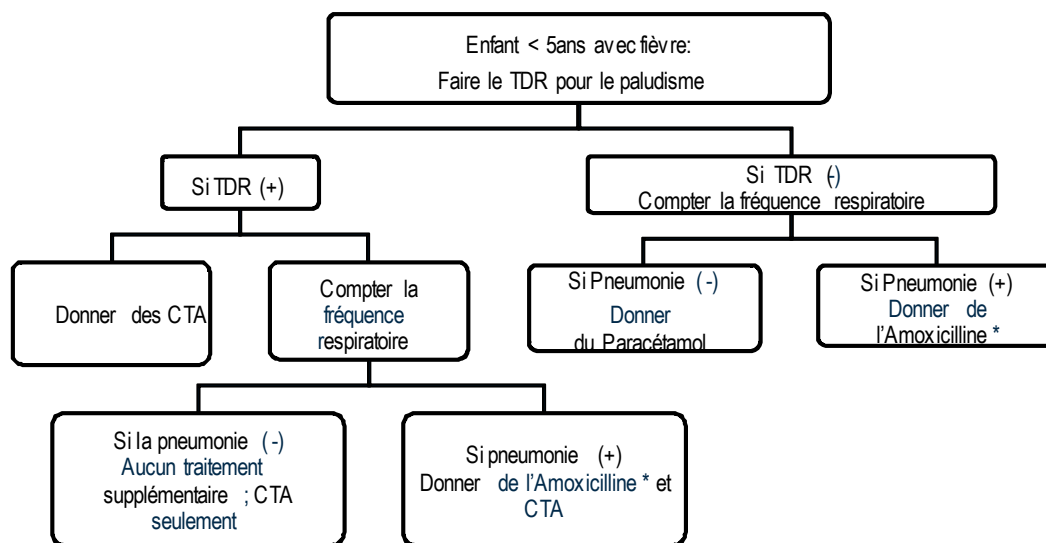 Enfant < 5ans avec fièvre:
Faire le TDR pour le paludisme
Si TDR (+)
Si TDR (-)
Compter la fréquence respiratoire
Donner des CTA
Compter la
fréquence
respiratoire
Si Pneumonie (-)
Donner
du Paracétamol
Si Pneumonie (+)
Donner de
l'Amoxicilline *
Si la pneumonie (-)
Aucun traitement
supplémentaire ; CTA
seulement
Si pneumonie (+)
Donner de l'Amoxicilline * et
CTA